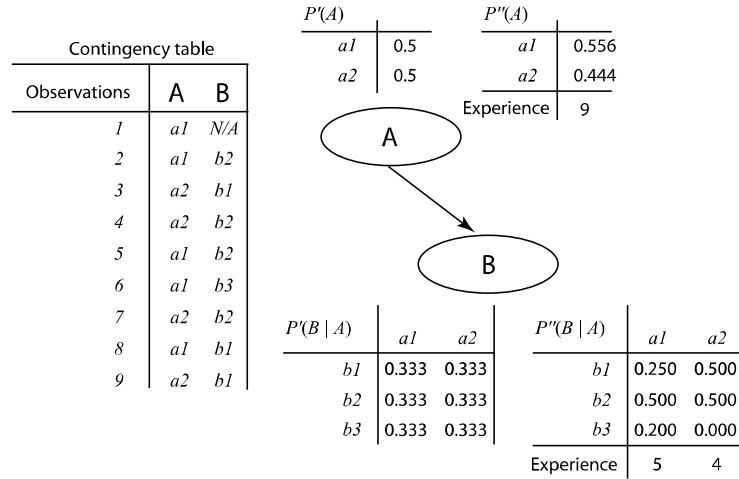 Contingency table
Observations A B
1 a1 N/A
2 a1 b2
3 a2 b1
4 a2 b2
5 a1 b2
6 a1 b3
7 a2 b2
8 a1 b1
9 a2 b1
P'(A)
a1 0.5
a2 0.5
P''(A)
a1 0.556
a2 0.444
Experience 9
A
B
P'(B | A) a1 a2
b1 0.333 0.333
b2 0.333 0.333
b3 0.333 0.333
P''(B | A) a1 a2
b1 0.250 0.500
b2 0.500 0.500
b3 0.200 0.000
Experience 5 4